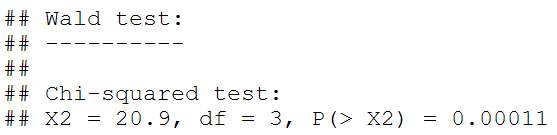 ## Wald test:
## ----------
##
## Chi-squared test:
## X2 = 20.9, df = 3, P(> X2) = 0.00011